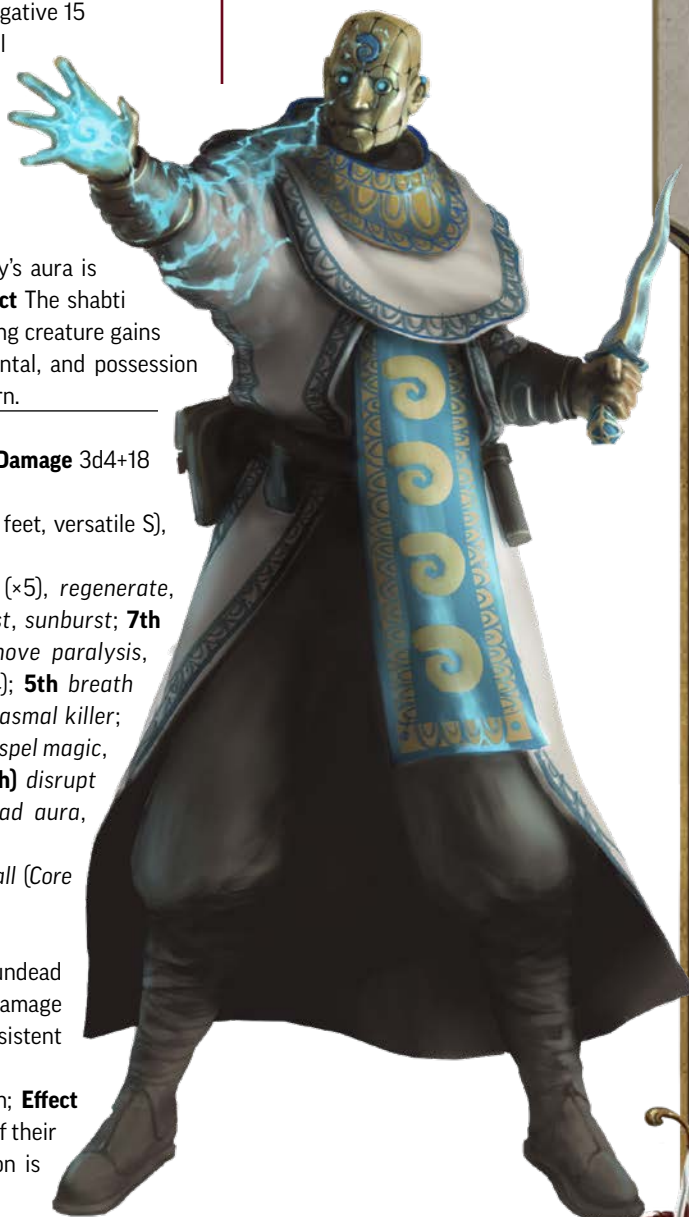 gative 15
l
y's aura is
ct The shabti
ng creature gains
ental, and possession
rn.
Damage 3d4+18
feet, versatile S),
(×5), regenerate,
st, sunburst; 7th
move paralysis,
); 5th breath
asmal killer;
spel magic,
h) disrupt
ad aura,
all (Core
undead
amage
sistent
n; Effect
f their
on is